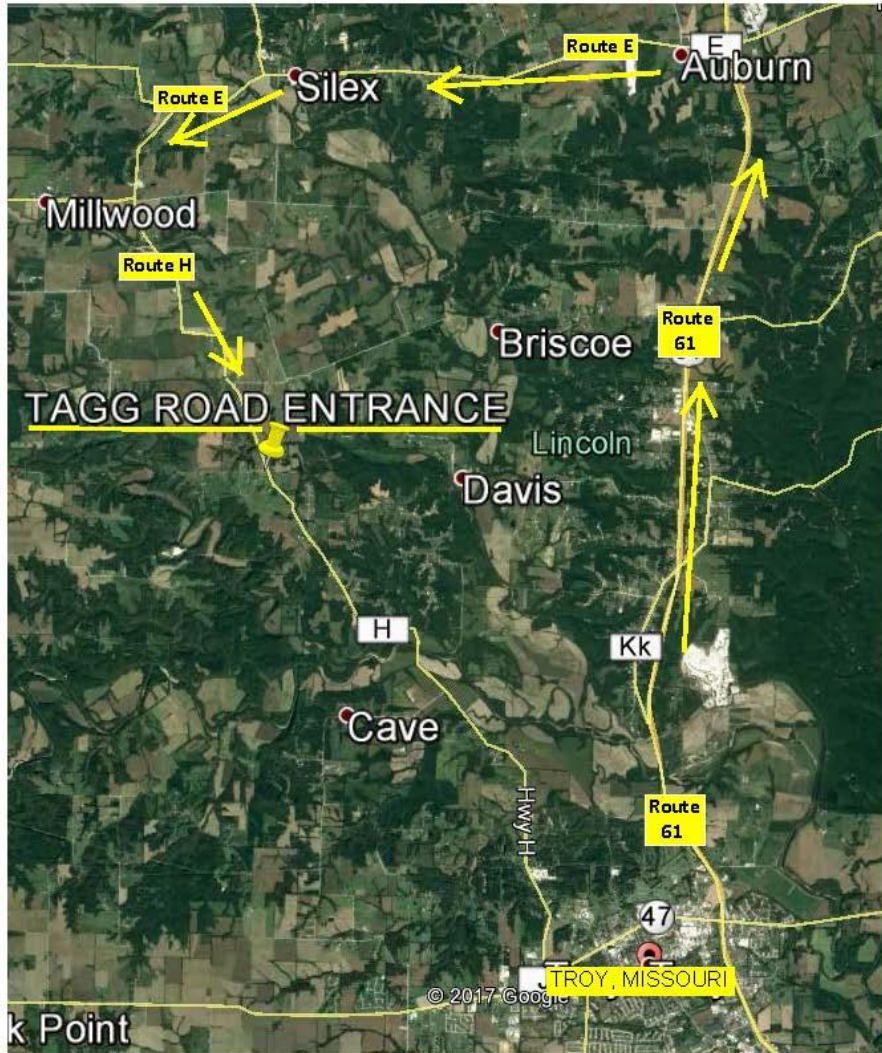 Route E
E
Auburn
Silex
Route E
Millwood
Route H
Route
61
Briscoe
TAGG ROAD ENTRANCE
Lincoln
Davis
H
Kk
Cave
Hwy H
Route
61
47
TROY, MISSOURI
© 2017 Google
k Point